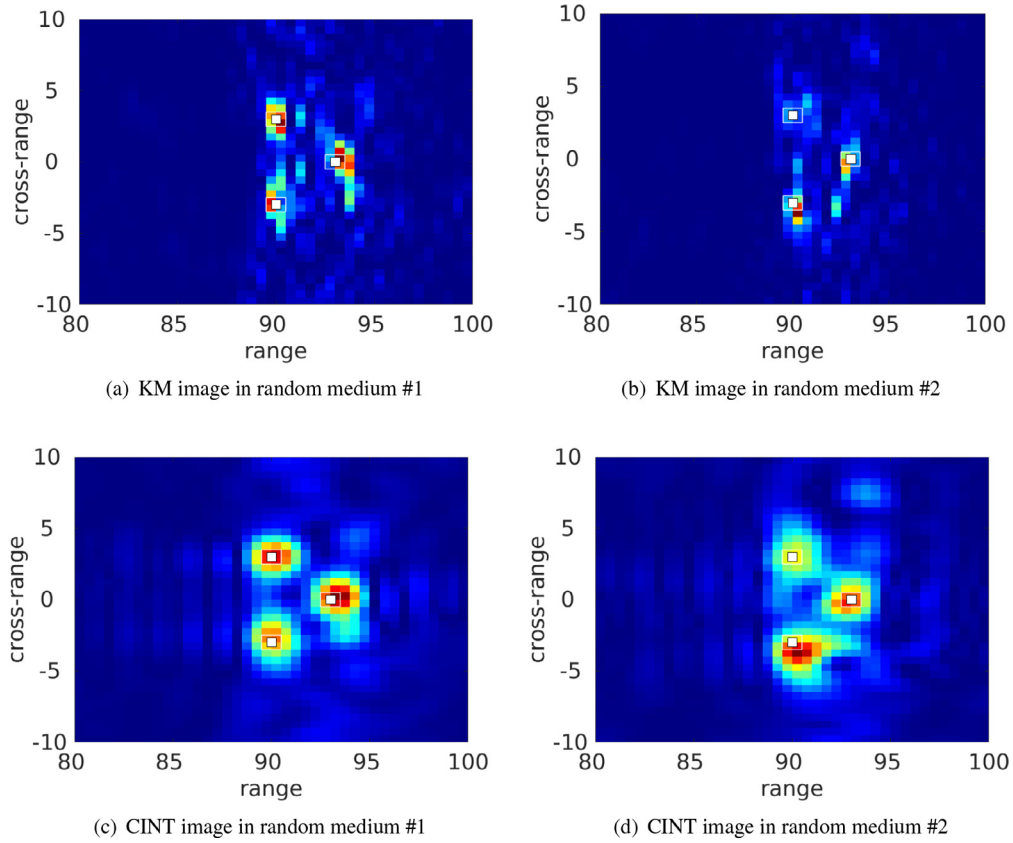 10
5
0
-5
-10
cross-range
80 85 90 95 100
range
(a) KM image in random medium #1
10
5
0
-5
-10
cross-range
80 85 90 95 100
range
(b) KM image in random medium #2
10
5
0
-5
-10
cross-range
80 85 90 95 100
range
(c) CINT image in random medium #1
10
5
0
-5
-10
cross-range
80 85 90 95 100
range
(d) CINT image in random medium #2